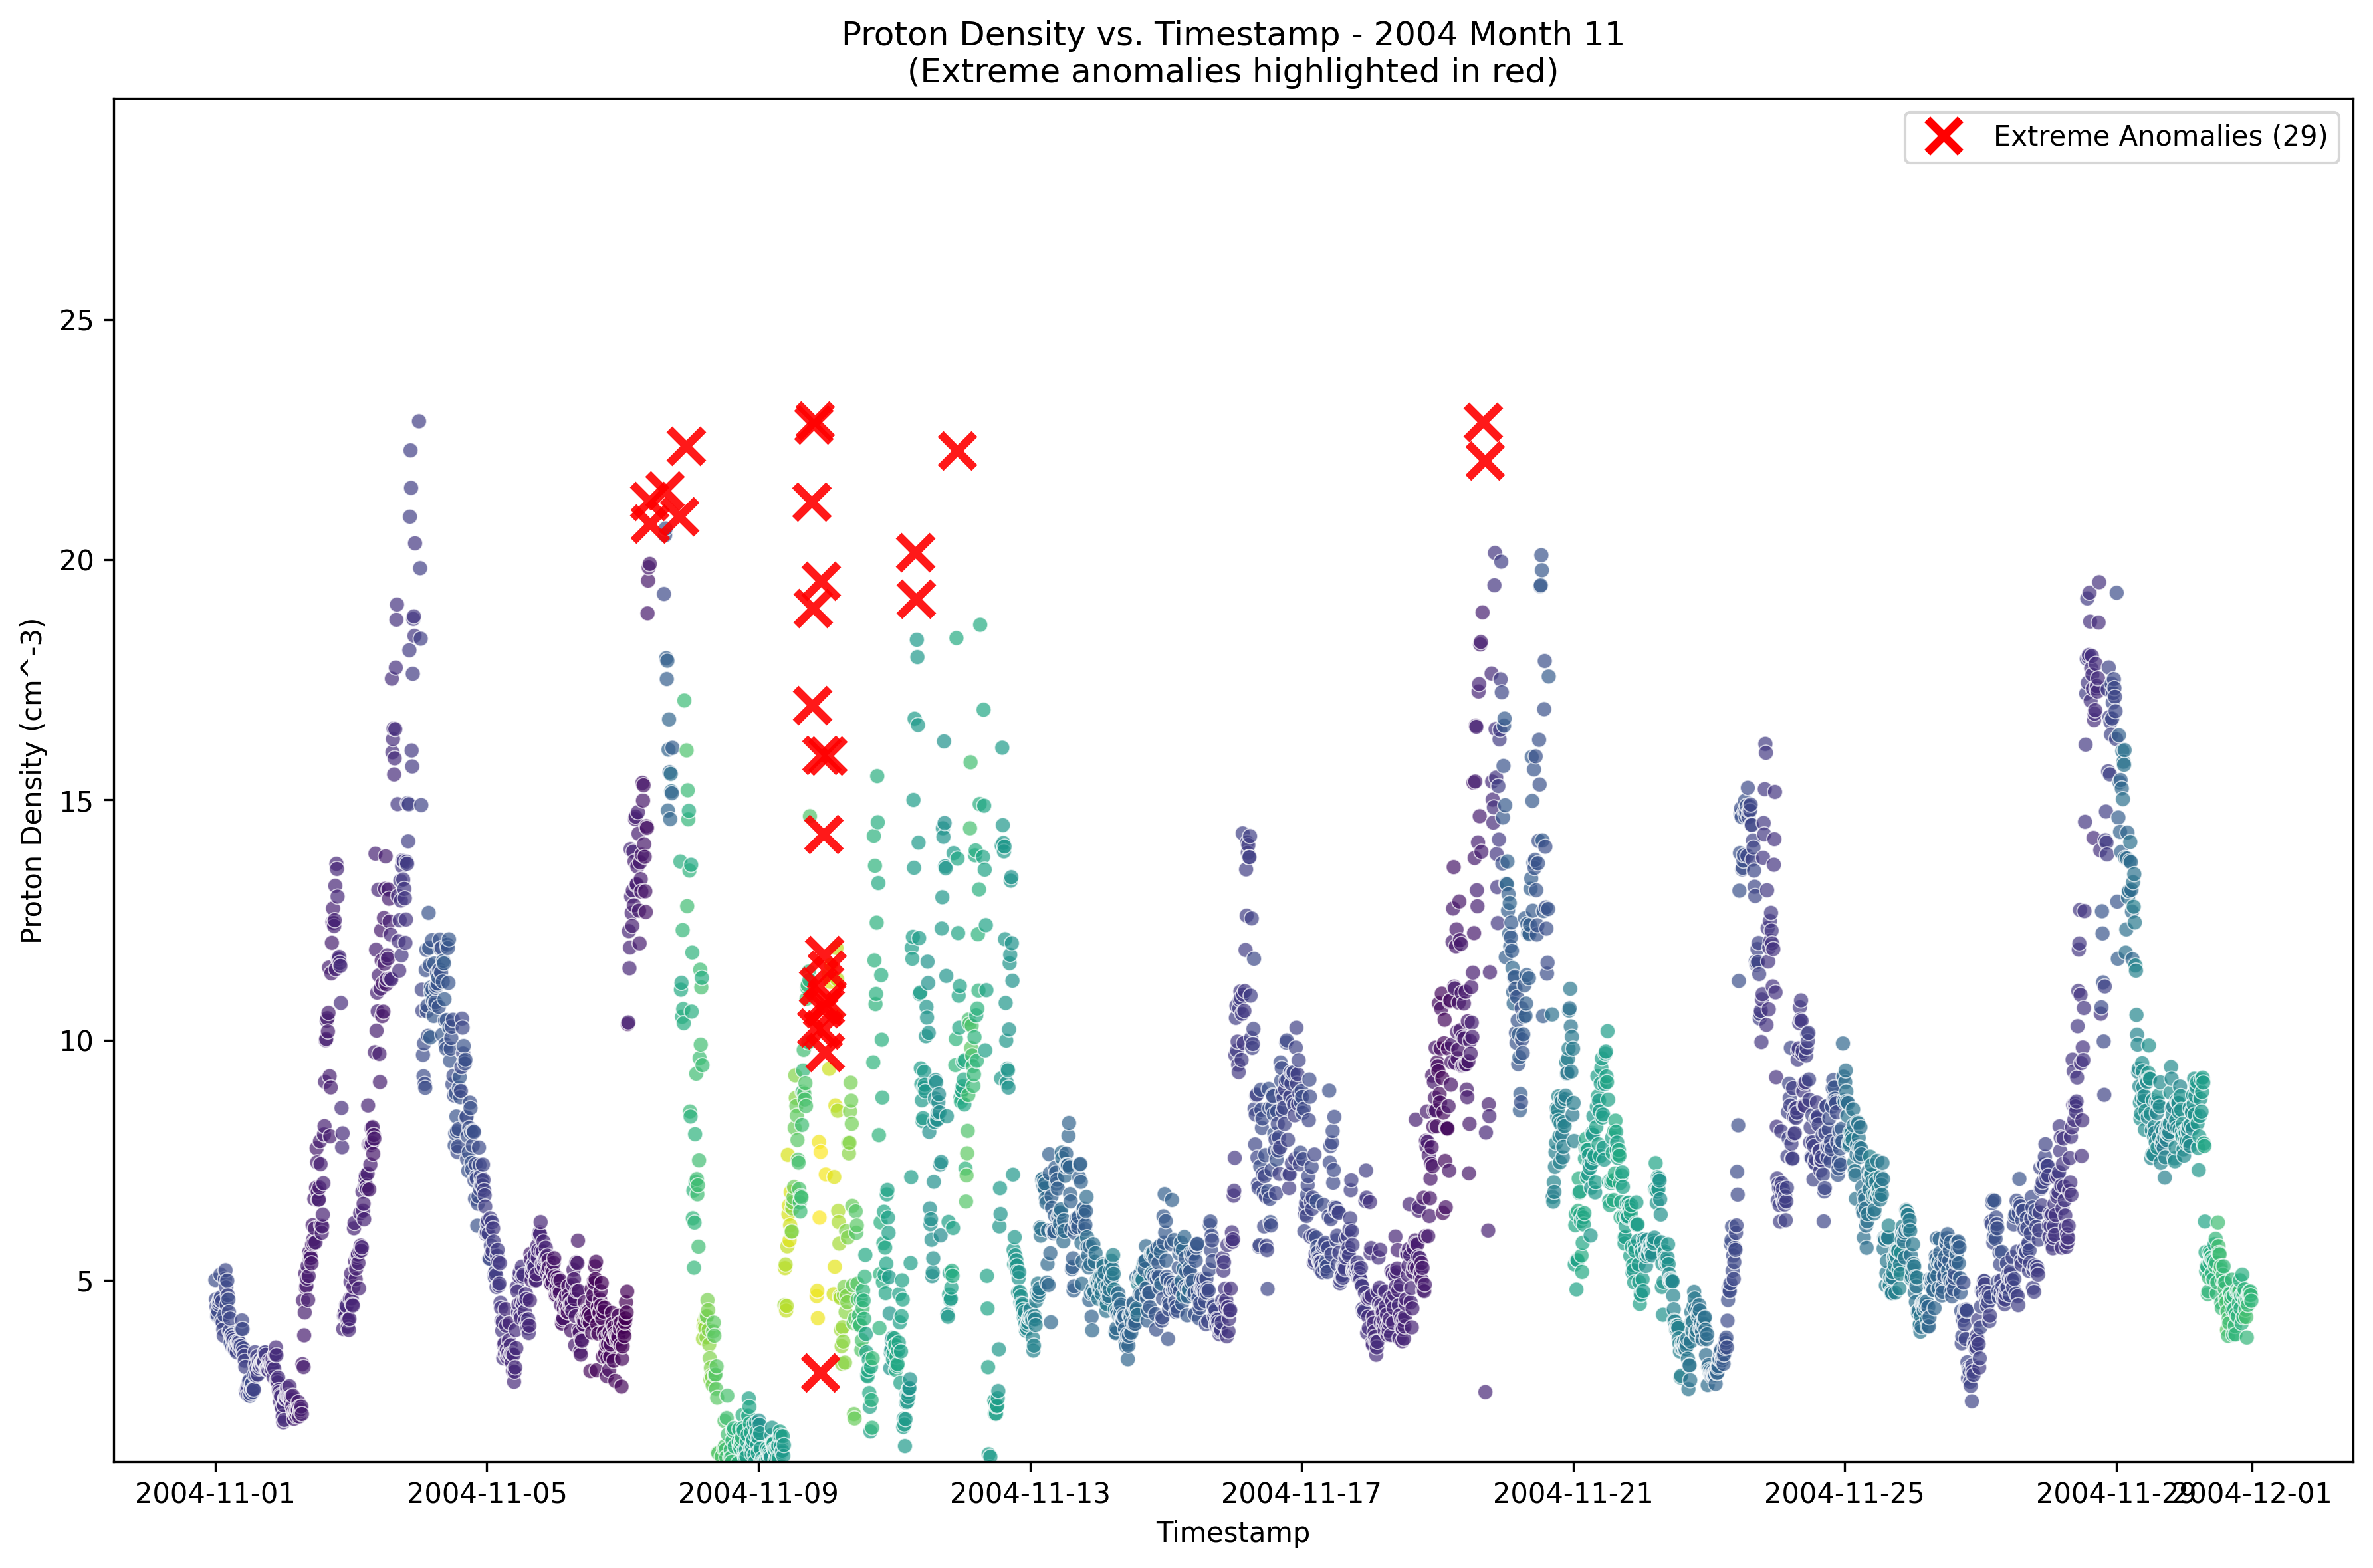 Proton Density vs. Timestamp - 2004 Month 11
(Extreme anomalies highlighted in red)
Extreme Anomalies (29)
Proton Density (cm^-3)
25
20
15
10
5
2004-11-01
2004-11-05
2004-11-09
2004-11-13
2004-11-17
2004-11-21
2004-11-25
2004-11-29
2004-12-01
Timestamp